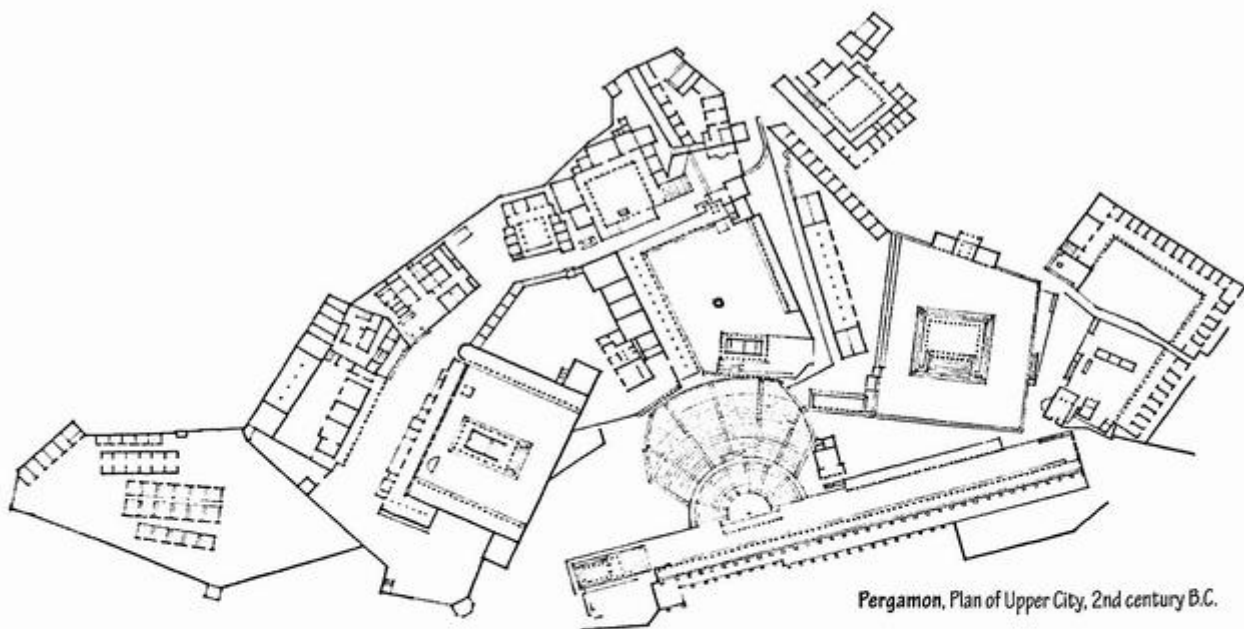 Pergamon, Plan of Upper City, 2nd century B.C.